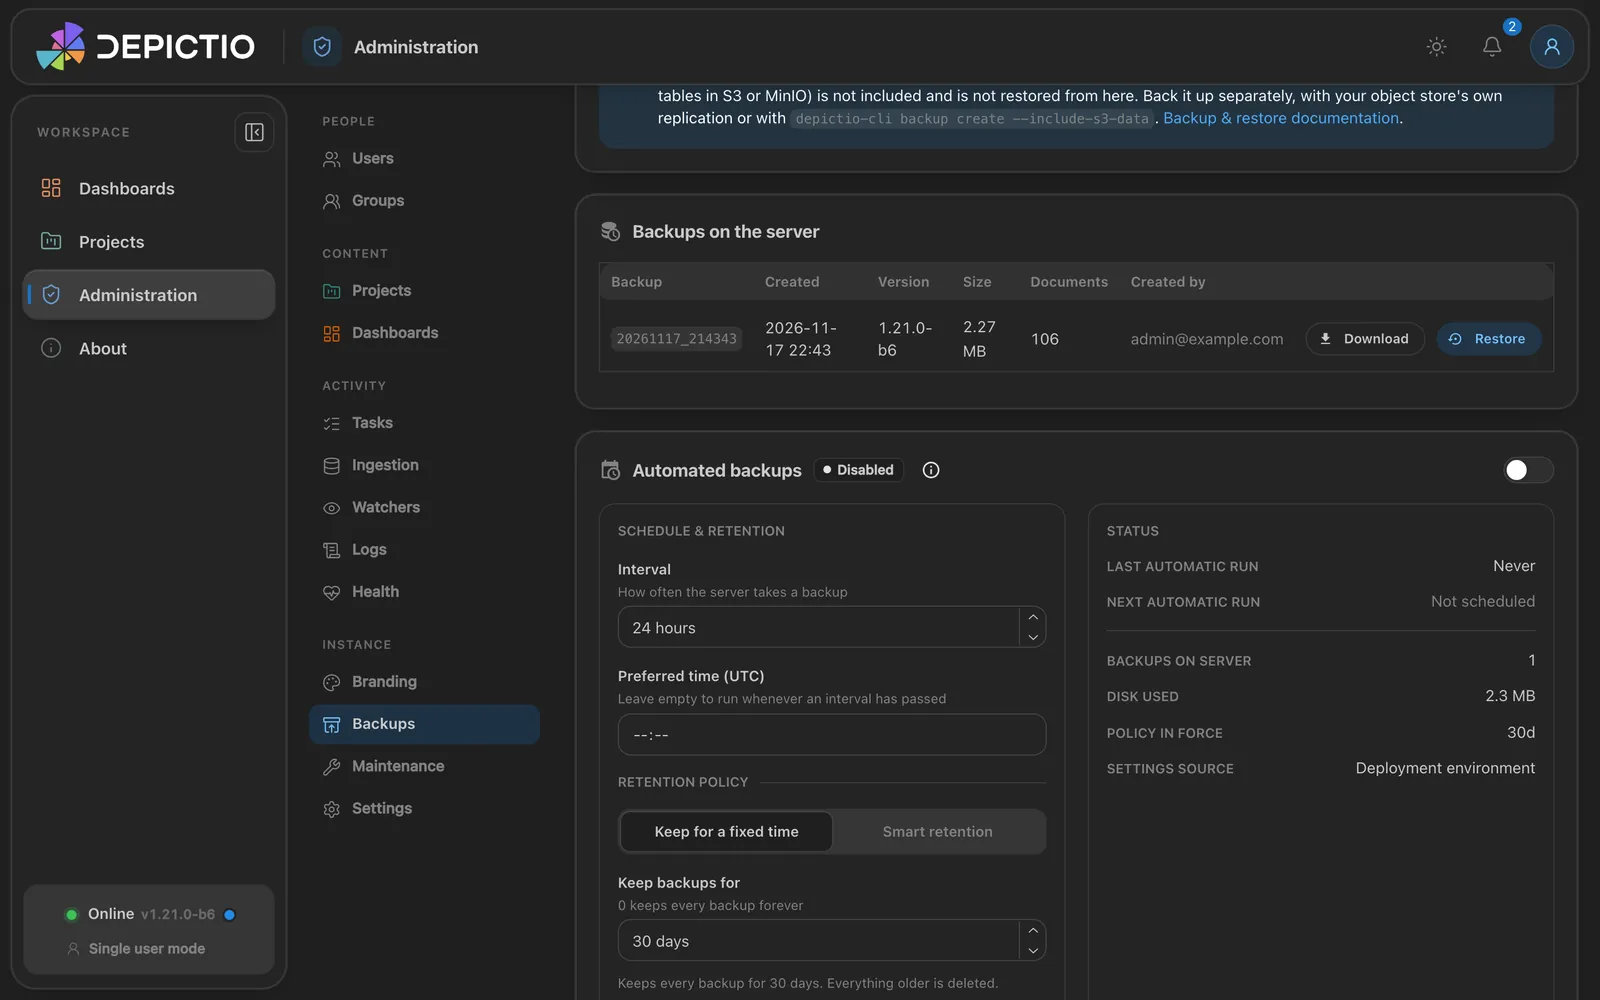 DEPICTIO
Administration
2
WORKSPACE
Dashboards
Projects
Administration
About
Online v1.21.0-b6
Single user mode
PEOPLE
Users
Groups
CONTENT
Projects
Dashboards
ACTIVITY
Tasks
Ingestion
Watchers
Logs
Health
INSTANCE
Branding
Backups
Maintenance
Settings
tables in S3 or MinIO) is not included and is not restored from here. Back it up separately, with your object store's own
replication or with depictio-cli backup create --include-s3-data. Backup & restore documentation.
Backups on the server
Backup Created Version Size Documents Created by
20261117_214343 2026-11-17 22:43 1.21.0-b6 2.27 MB 106 admin@example.com Download Restore
Automated backups Disabled
SCHEDULE & RETENTION
Interval
How often the server takes a backup
24 hours
Preferred time (UTC)
Leave empty to run whenever an interval has passed
--:--
RETENTION POLICY
Keep for a fixed time Smart retention
Keep backups for
0 keeps every backup forever
30 days
Keeps every backup for 30 days. Everything older is deleted.
STATUS
LAST AUTOMATIC RUN Never
NEXT AUTOMATIC RUN Not scheduled
BACKUPS ON SERVER 1
DISK USED 2.3 MB
POLICY IN FORCE 30d
SETTINGS SOURCE Deployment environment